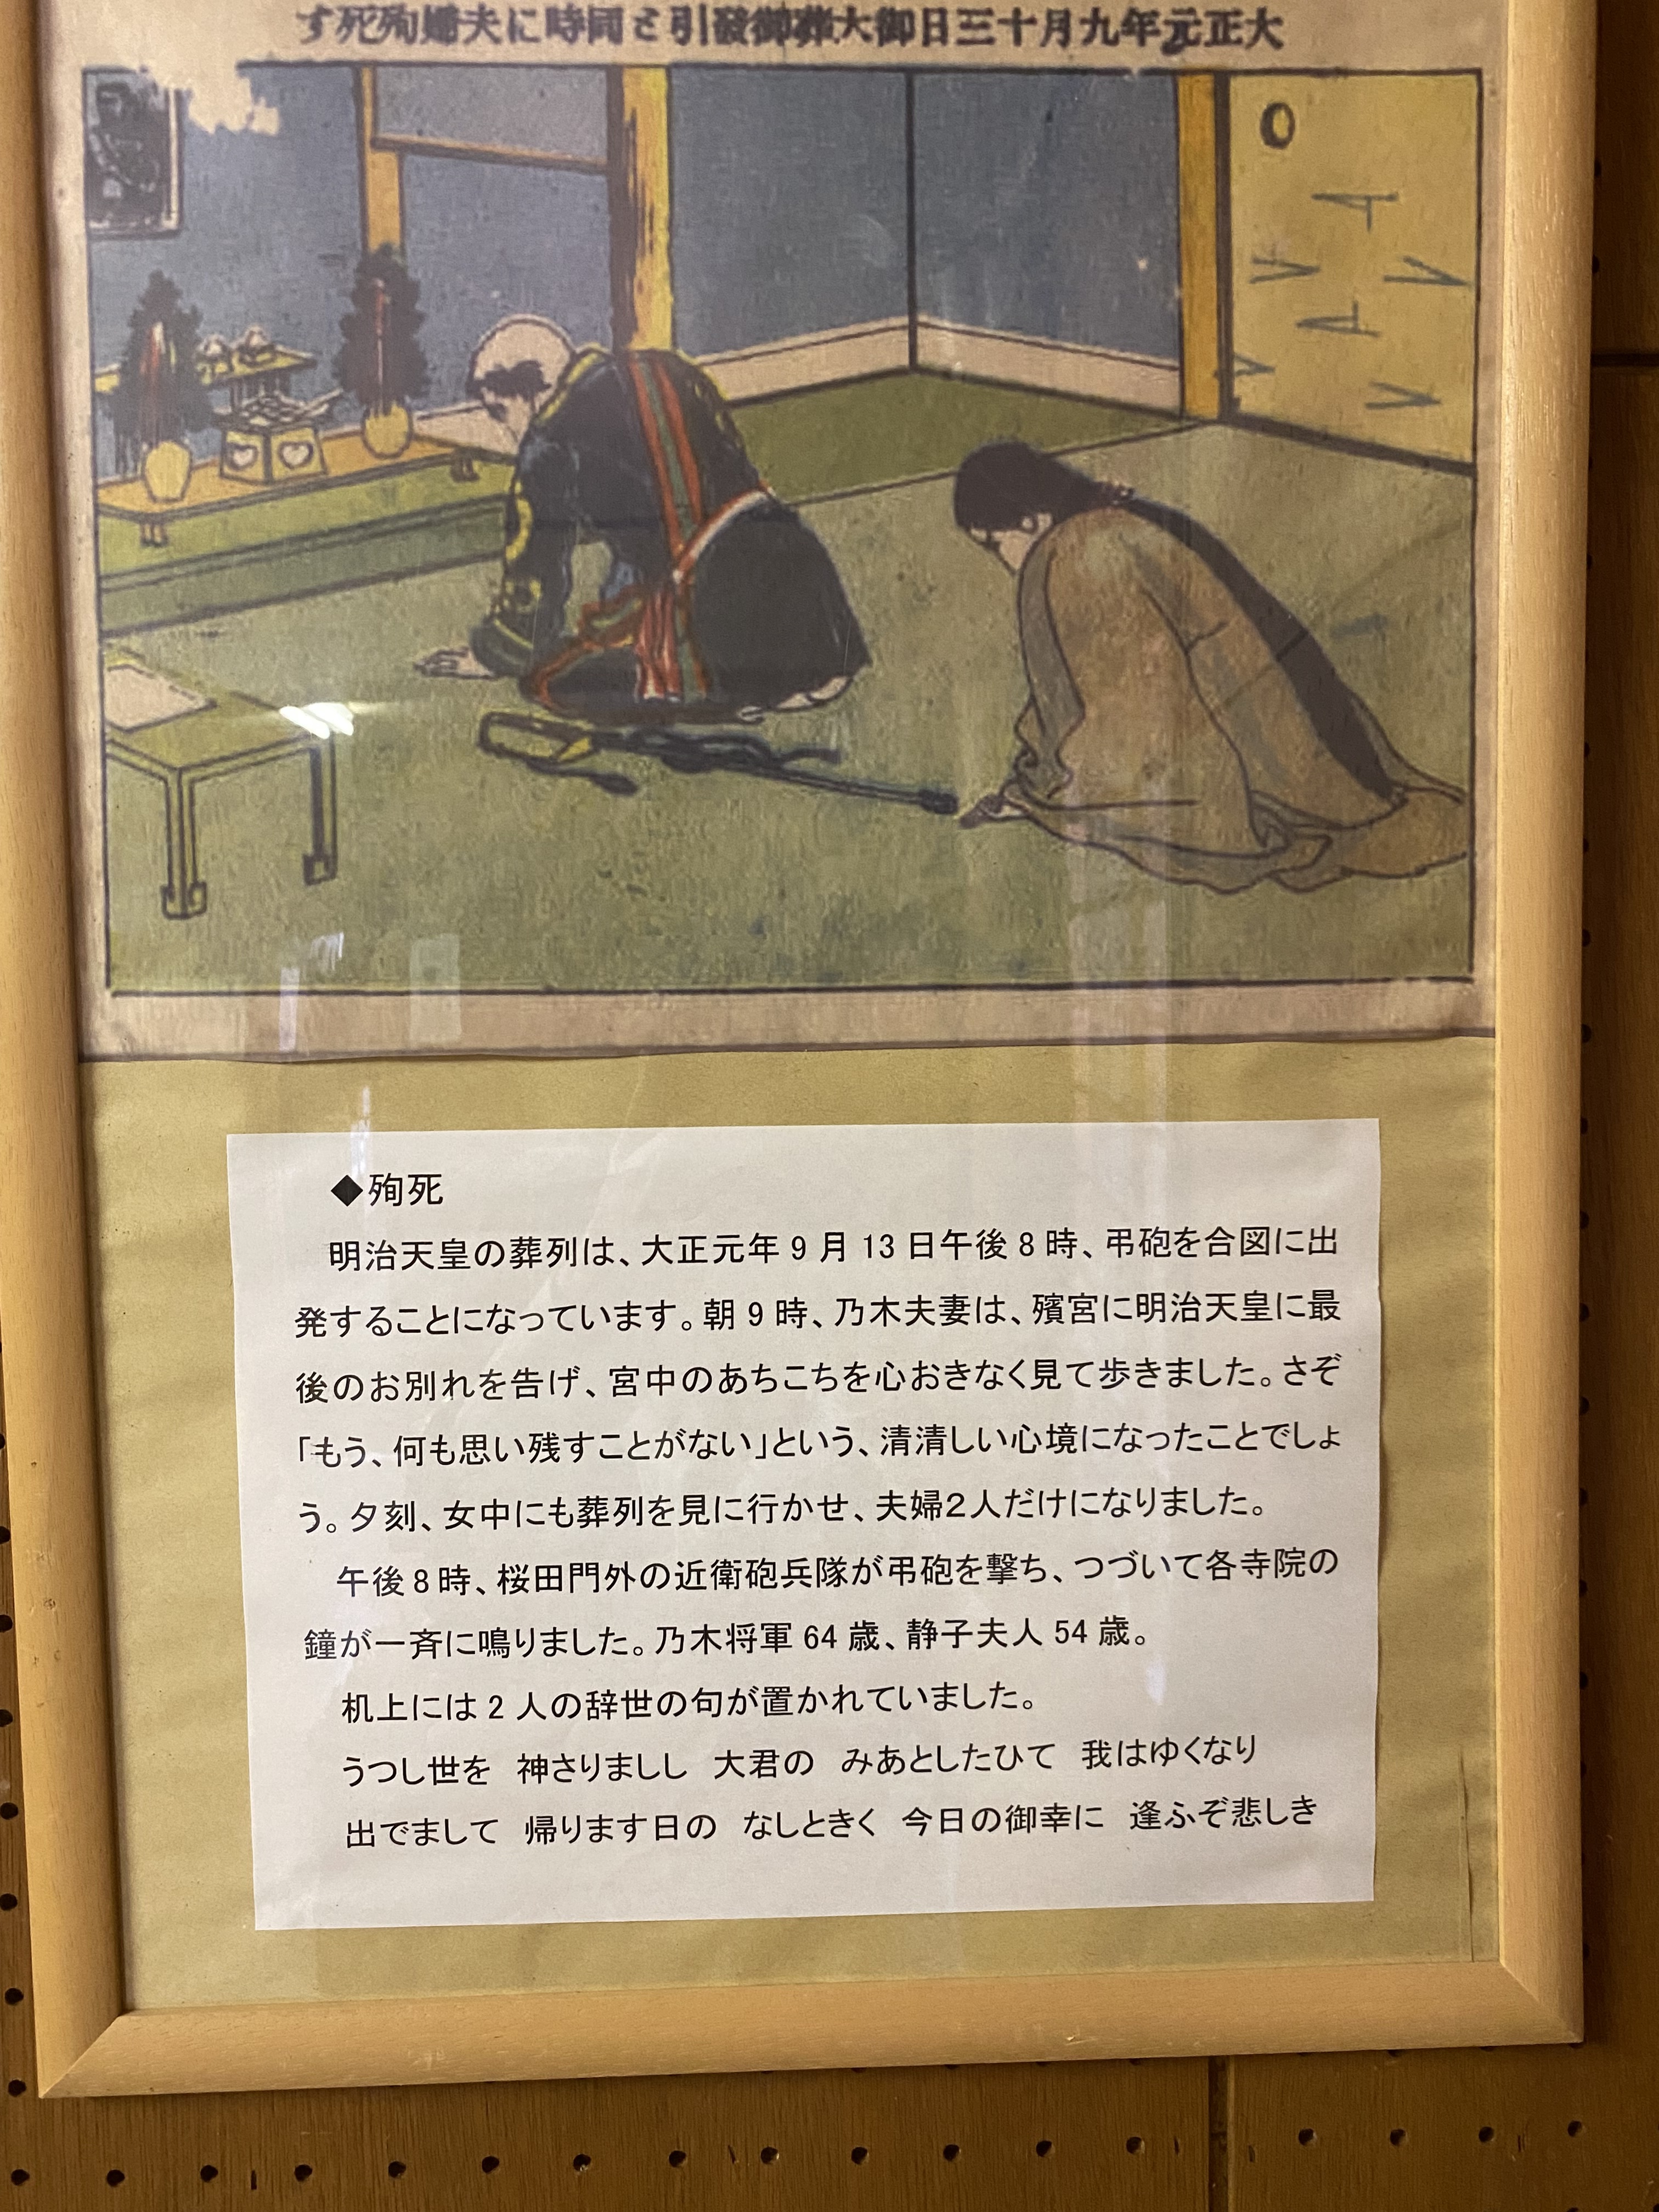 大正元年九月十三日御大葬御發引と同時に夫婦殉死す
◆殉死
明治天皇の葬列は、大正元年9月13日午後8時、弔砲を合図に出
発することになっています。朝9時、乃木夫妻は、殯宮に明治天皇に最
後のお別れを告げ、宮中のあちこちを心おきなく見て歩きました。さぞ
「もう、何も思い残すことがない」という、清清しい心境になったことでしょ
う。夕刻、女中にも葬列を見に行かせ、夫婦2人だけになりました。
午後8時、桜田門外の近衛砲兵隊が弔砲を撃ち、つづいて各寺院の
鐘が一斉に鳴りました。乃木将軍64歳、静子夫人54歳。
机上には2人の辞世の句が置かれていました。
うつし世を　神さりましし　大君の　みあとしたひて　我はゆくなり
出でまして　帰ります日の　なしときく　今日の御幸に　逢ふぞ悲しき